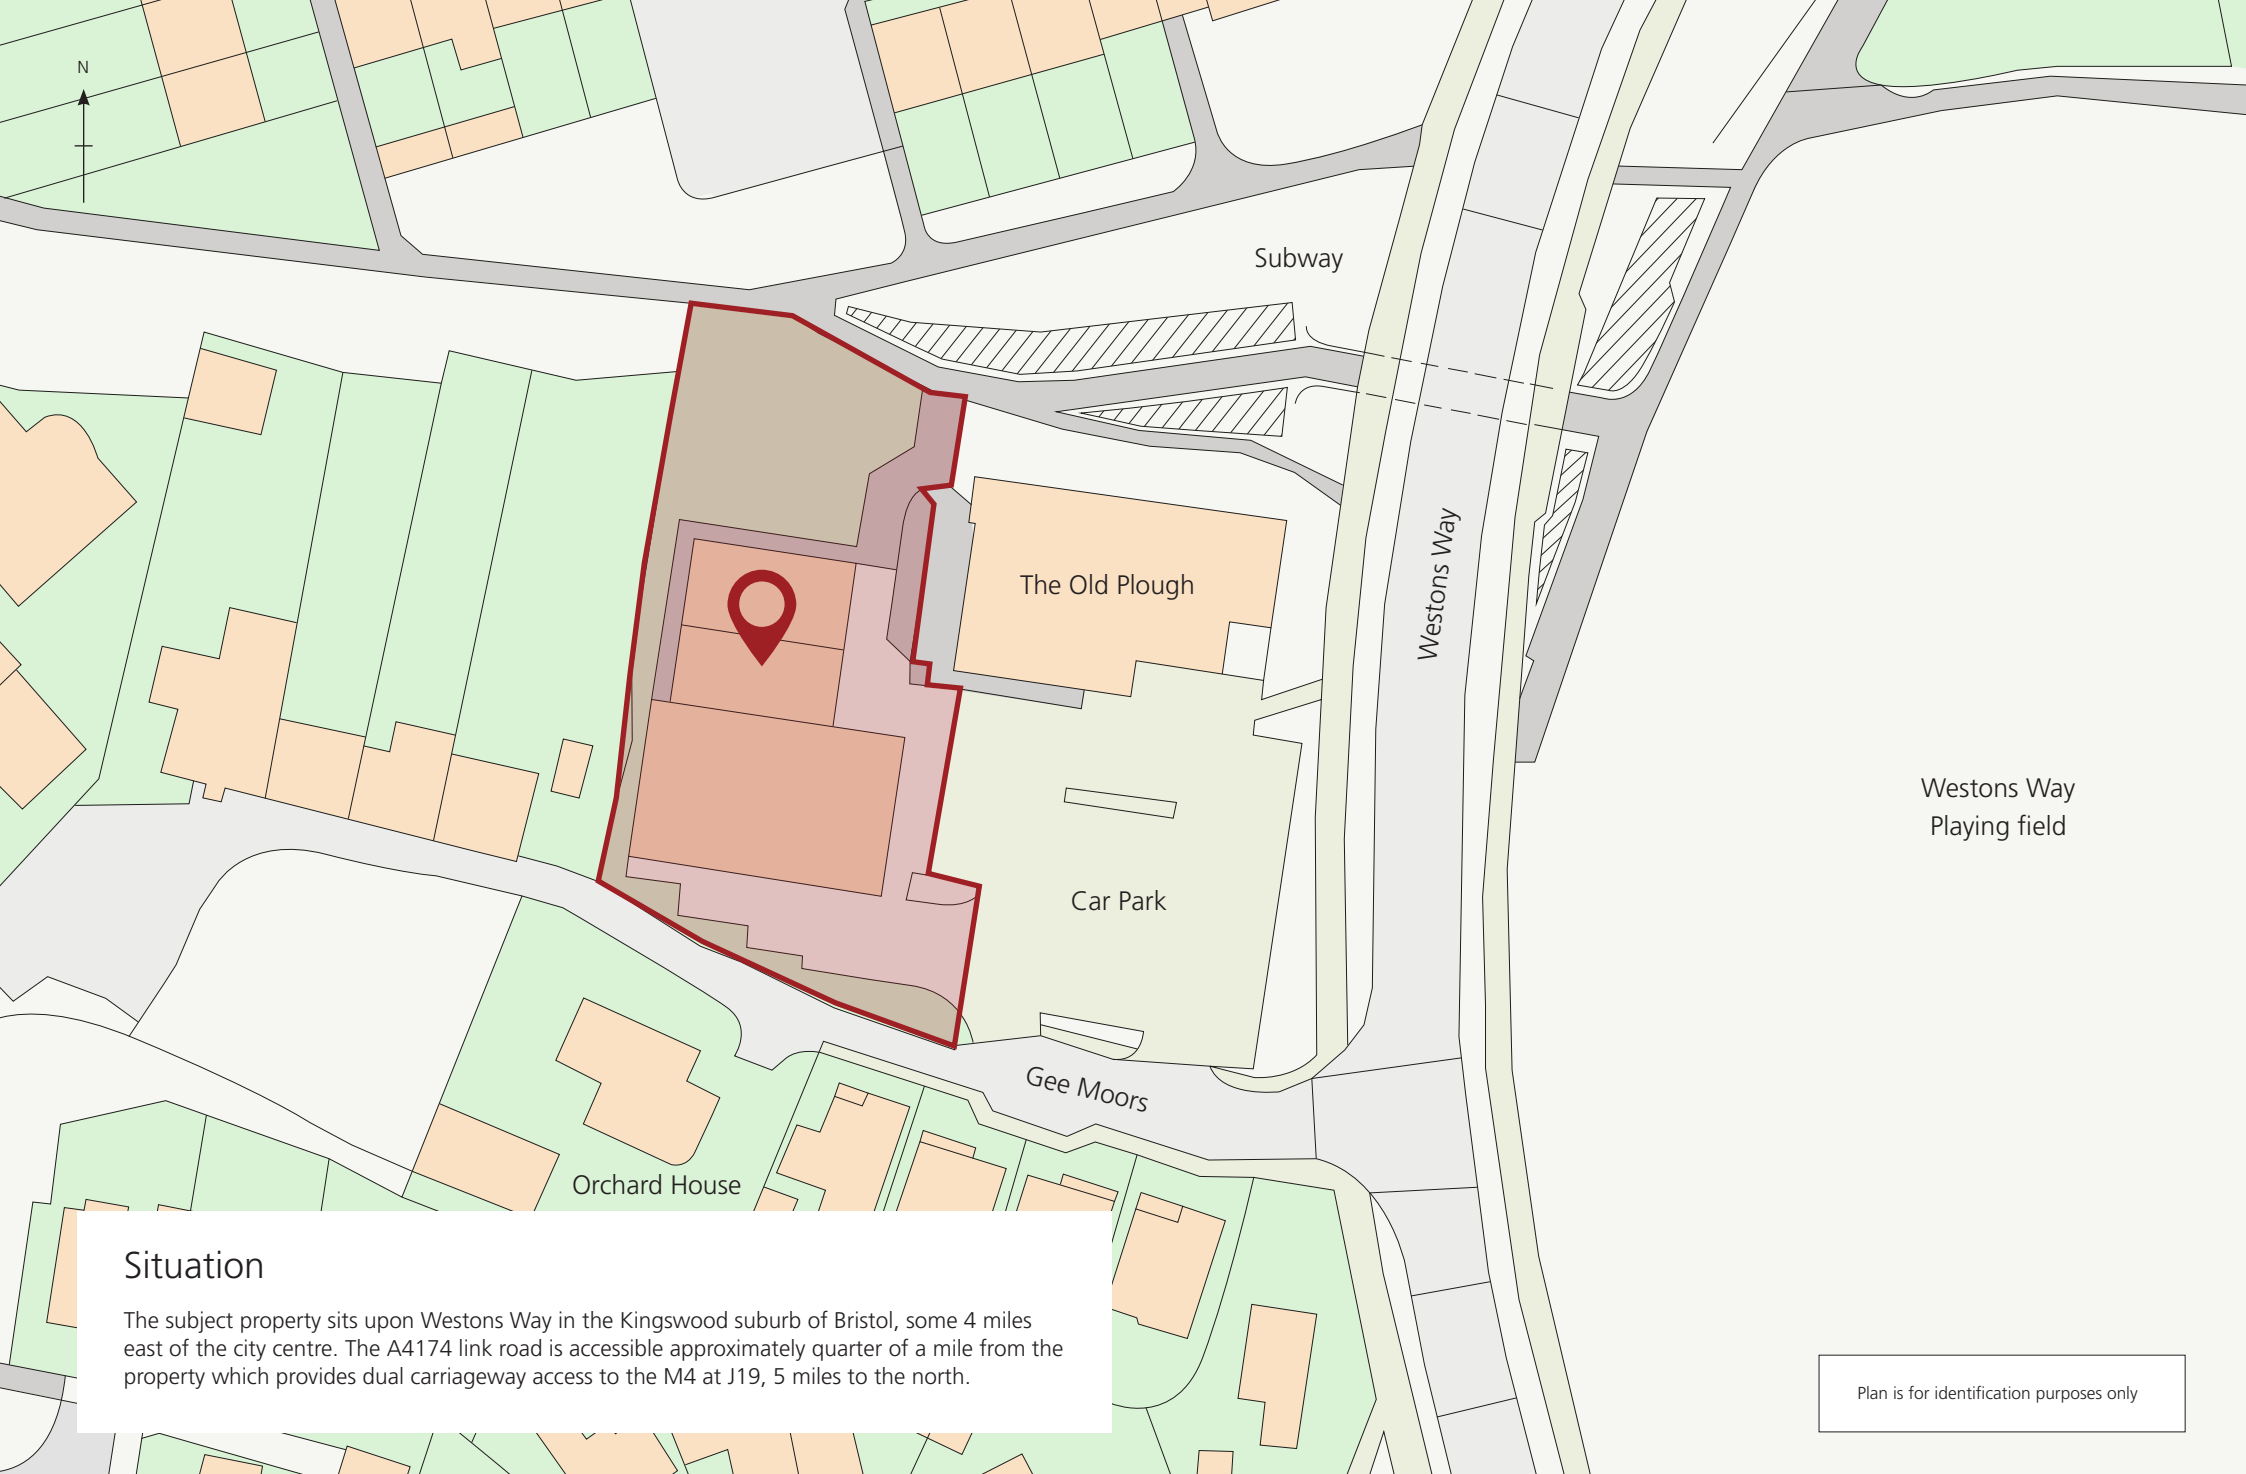 N
Subway
The Old Plough
Westons Way
Westons Way
Playing field
Car Park
Gee Moors
Orchard House
Situation
The subject property sits upon Westons Way in the Kingswood suburb of Bristol, some 4 miles
east of the city centre. The A4174 link road is accessible approximately quarter of a mile from the
property which provides dual carriageway access to the M4 at J19, 5 miles to the north.
Plan is for identification purposes only